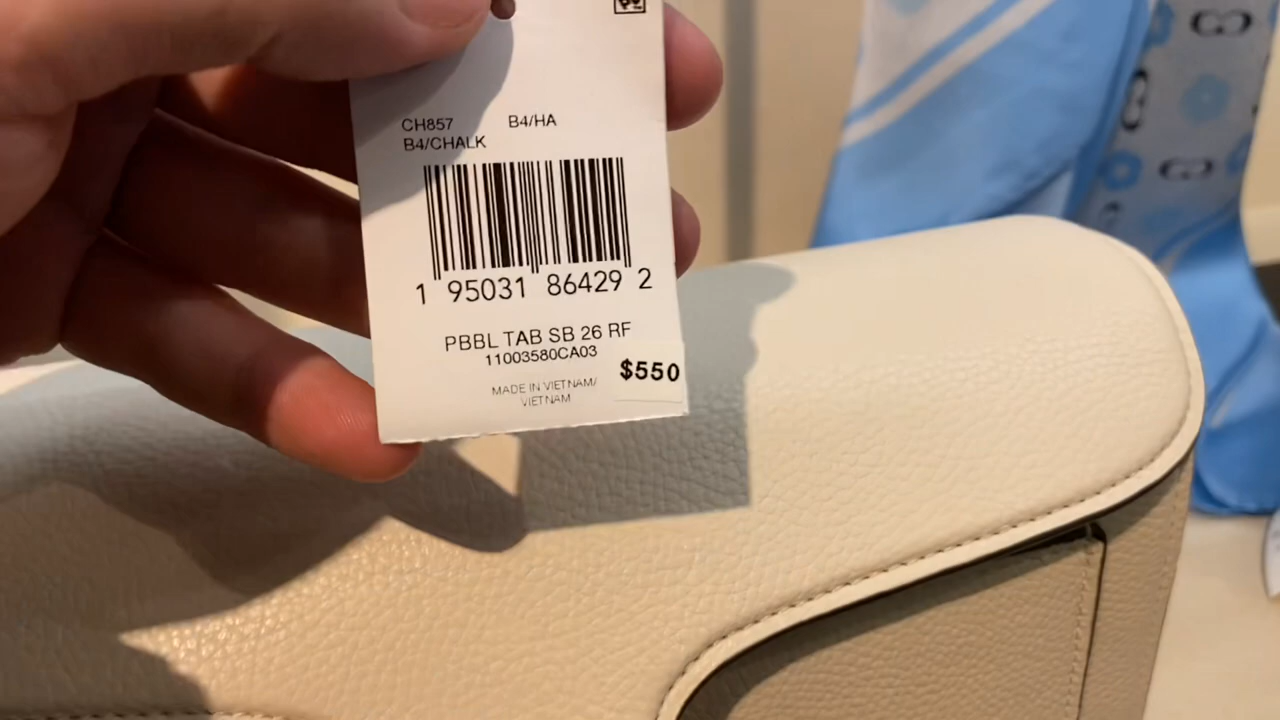 CH857 B4/HA
B4/CHALK
1 95031 86429 2
PBBL TAB SB 26 RF
11003580CA03
$550
MADE IN VIETNAM/
VIETNAM